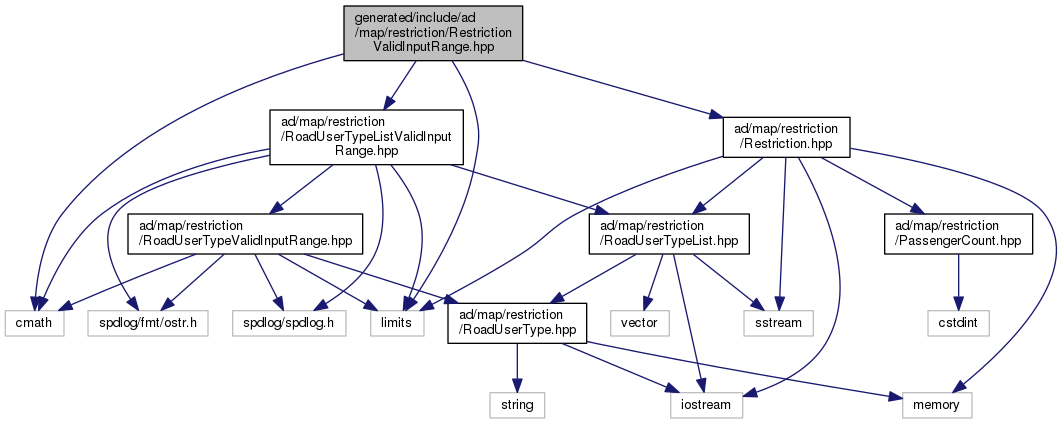 generated/include/ad
/map/restriction/Restriction
ValidInputRange.hpp
ad/map/restriction
/RoadUserTypeListValidInput
Range.hpp
ad/map/restriction
/Restriction.hpp
ad/map/restriction
/RoadUserTypeValidInputRange.hpp
ad/map/restriction
/RoadUserTypeList.hpp
ad/map/restriction
/PassengerCount.hpp
cmath
spdlog/fmt/ostr.h
spdlog/spdlog.h
limits
ad/map/restriction
/RoadUserType.hpp
vector
sstream
cstdint
string
iostream
memory